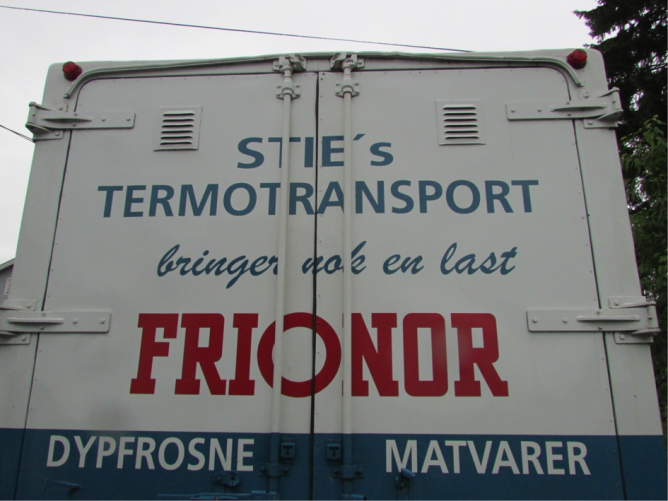 STIE´s
TERMOTRANSPORT
bringer nok en last
FRIONOR
DYPFROSNE MATVARER